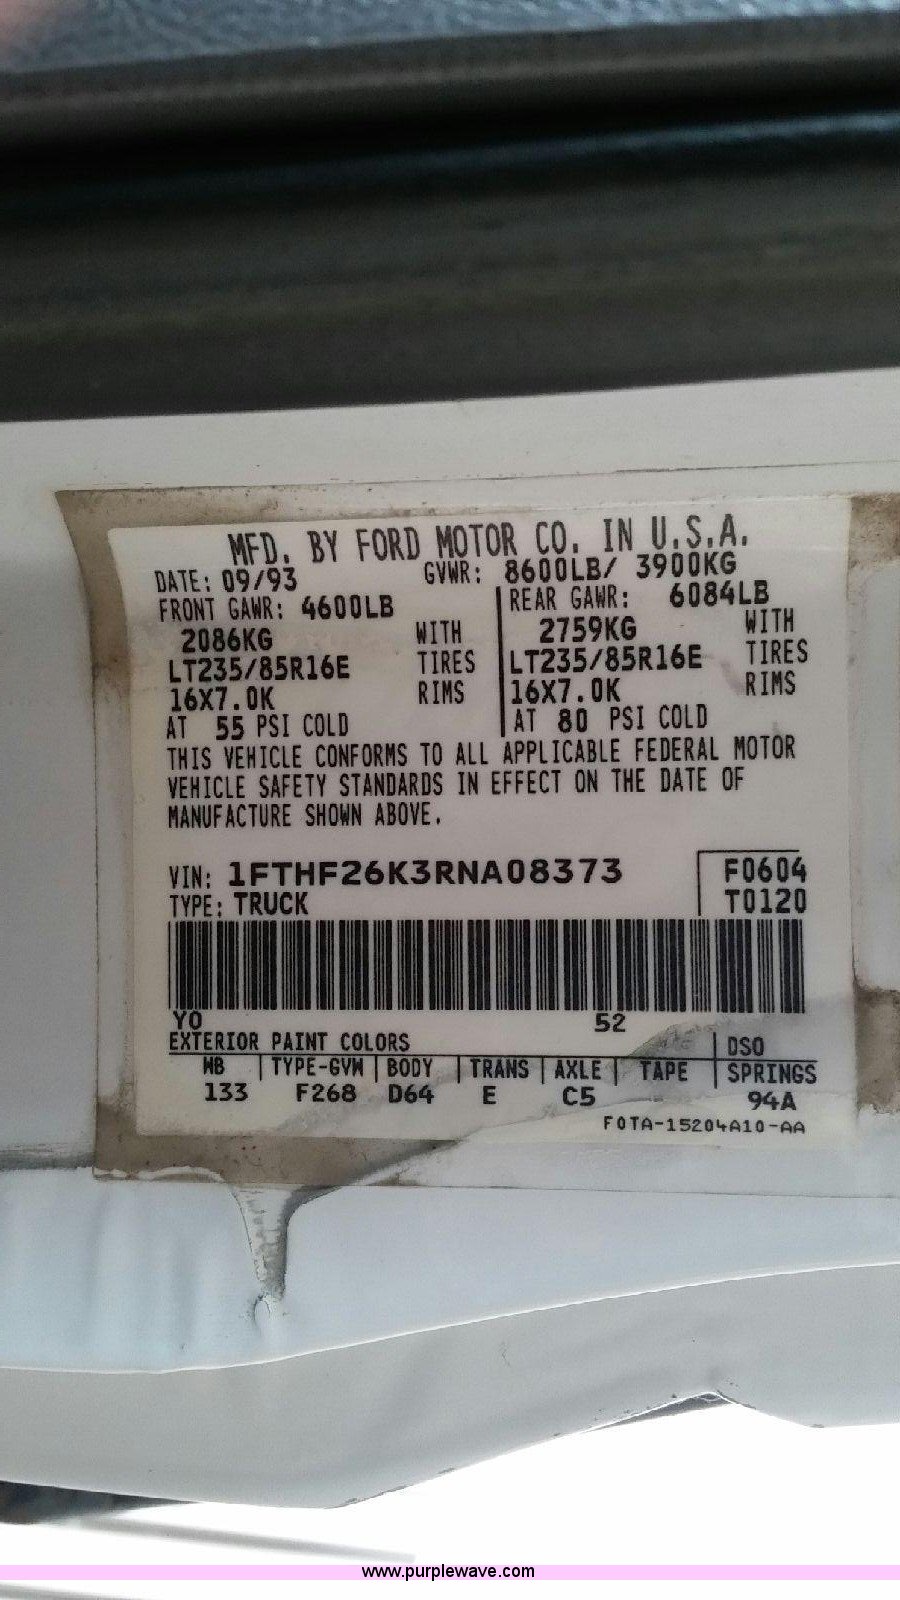 MFD. BY FORD MOTOR CO. IN U.S.A.
DATE: 09/93 GVWR: 8600LB/ 3900KG
FRONT GAWR: 4600LB REAR GAWR: 6084LB
2086KG WITH 2759KG WITH
LT235/85R16E TIRES LT235/85R16E TIRES
16X7.0K RIMS 16X7.0K RIMS
AT 55 PSI COLD AT 80 PSI COLD
THIS VEHICLE CONFORMS TO ALL APPLICABLE FEDERAL MOTOR
VEHICLE SAFETY STANDARDS IN EFFECT ON THE DATE OF
MANUFACTURE SHOWN ABOVE.
VIN: 1FTHF26K3RNA08373 F0604
TYPE: TRUCK T0120
YO 52
EXTERIOR PAINT COLORS DSO
WB TYPE-GVW BODY TRANS AXLE TAPE SPRINGS
133 F268 D64 E C5 94A
F0TA-15204A10-AA
www.purplewave.com